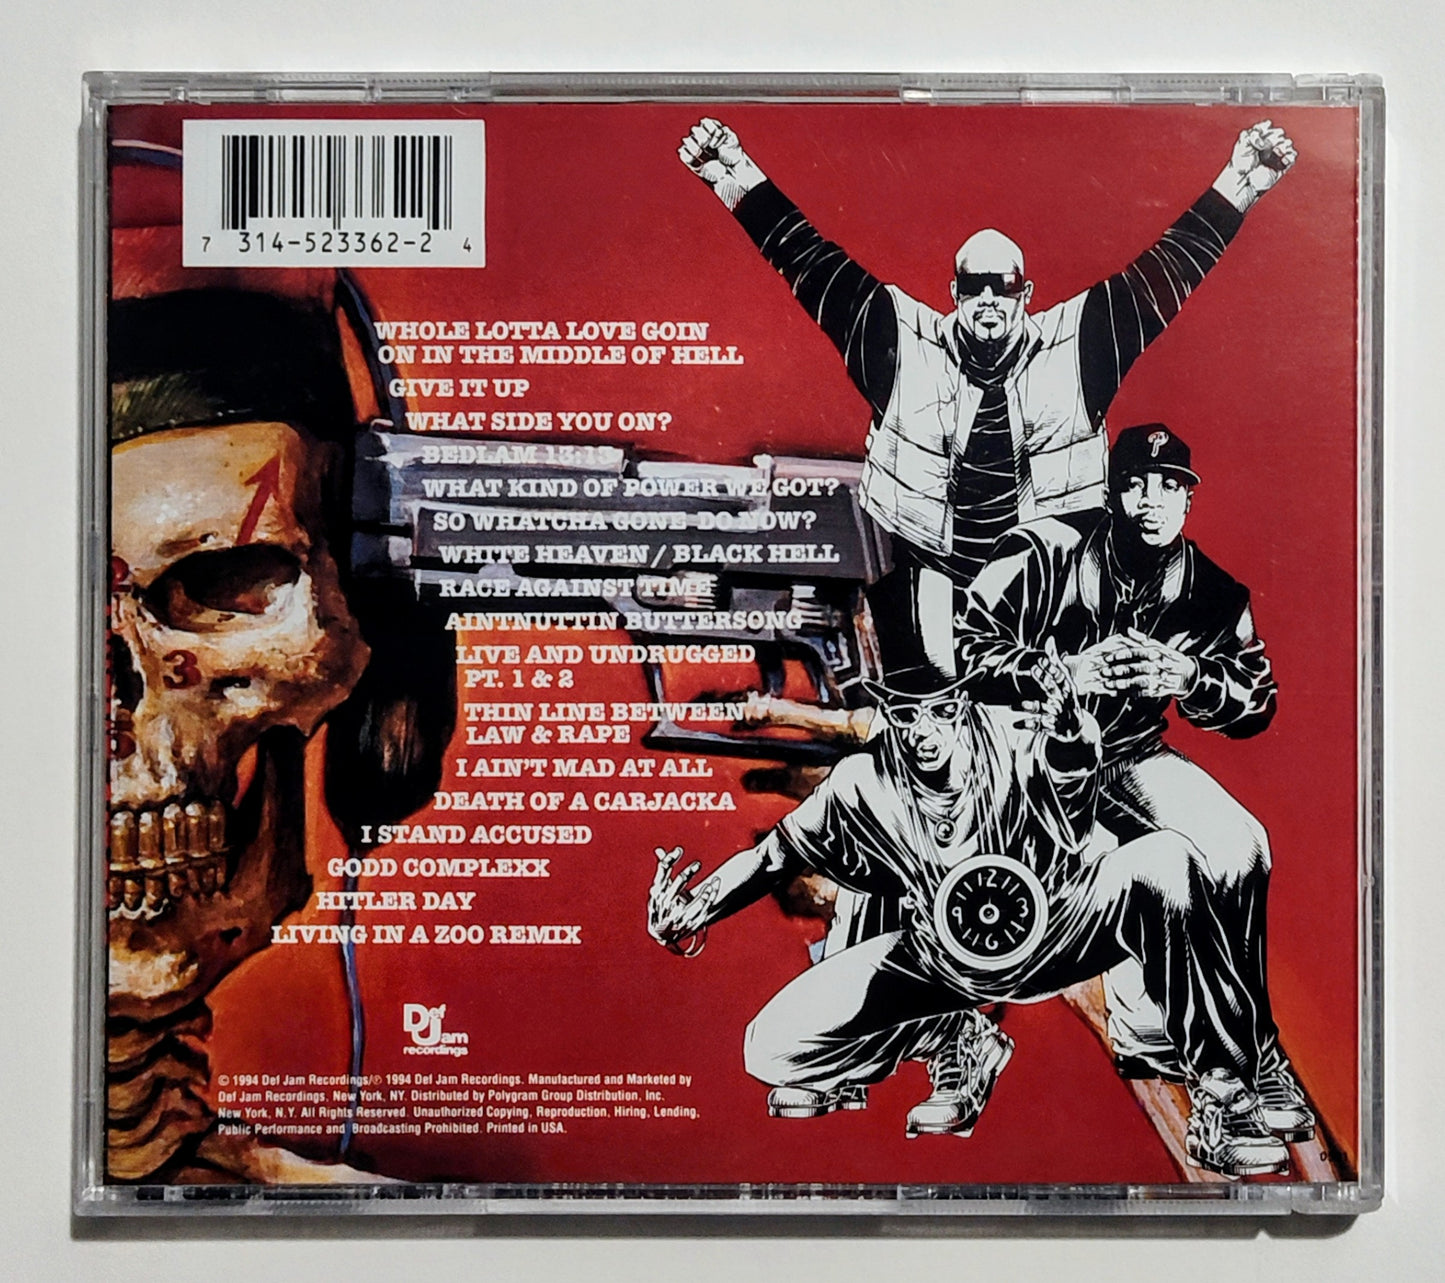 7 314-523362-2 4
WHOLE LOTTA LOVE GOIN
ON IN THE MIDDLE OF HELL
GIVE IT UP
WHAT SIDE YOU ON?
BEDLAM 13:13
WHAT KIND OF POWER WE GOT?
SO WHATCHA GONE DO NOW?
WHITE HEAVEN / BLACK HELL
RACE AGAINST TIME
AINTNUTTIN BUTTERSONG
LIVE AND UNDRUGGED
PT. 1 & 2
THIN LINE BETWEEN
LAW & RAPE
I AIN'T MAD AT ALL
DEATH OF A CARJACKA
I STAND ACCUSED
GODD COMPLEXX
HITLER DAY
LIVING IN A ZOO REMIX
Def Jam
recordings
© 1994 Def Jam Recordings/℗ 1994 Def Jam Recordings. Manufactured and Marketed by
Def Jam Recordings, New York, NY. Distributed by Polygram Group Distribution, Inc.
New York, N.Y. All Rights Reserved. Unauthorized Copying, Reproduction, Hiring, Lending,
Public Performance and Broadcasting Prohibited. Printed in USA.
P
12
3
9
3